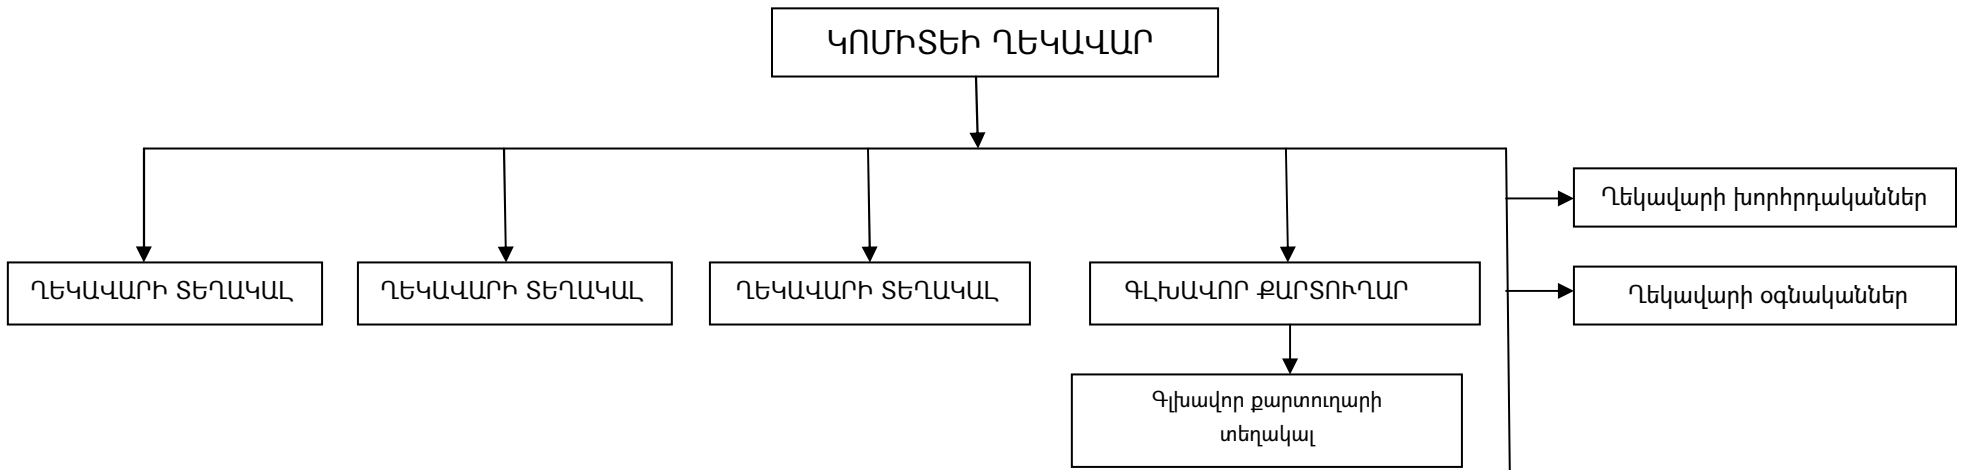 ԿՈՄԻՏԵԻ ՂԵԿԱՎԱՐ
Ղեկավարի խորհրդականներ
ՂԵԿԱՎԱՐԻ ՏԵՂԱԿԱԼ
ՂԵԿԱՎԱՐԻ ՏԵՂԱԿԱԼ
ՂԵԿԱՎԱՐԻ ՏԵՂԱԿԱԼ
ԳԼԽԱՎՈՐ ՔԱՐՏՈՒՂԱՐ
Ղեկավարի օգնականներ
Գլխավոր քարտուղարի
տեղակալ